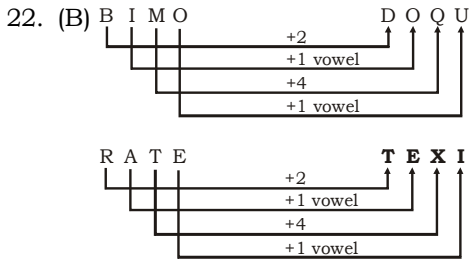 22. (B) B I M O D O Q U
+2
+1 vowel
+4
+1 vowel
R A T E T E X I
+2
+1 vowel
+4
+1 vowel